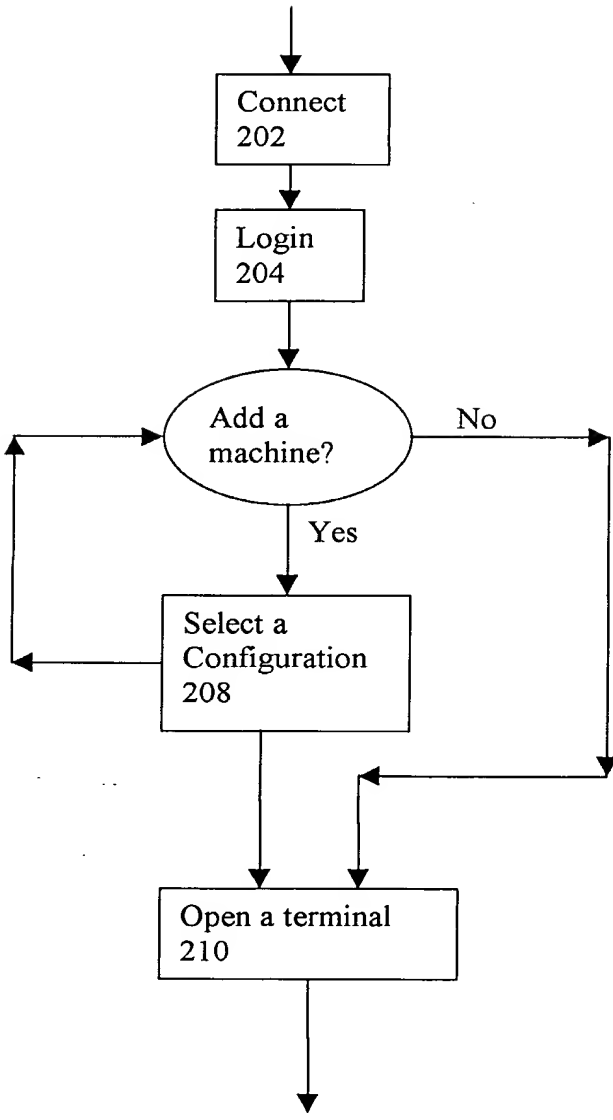 Connect
202
Login
204
Add a
machine?
No
Yes
Select a
Configuration
208
Open a terminal
210